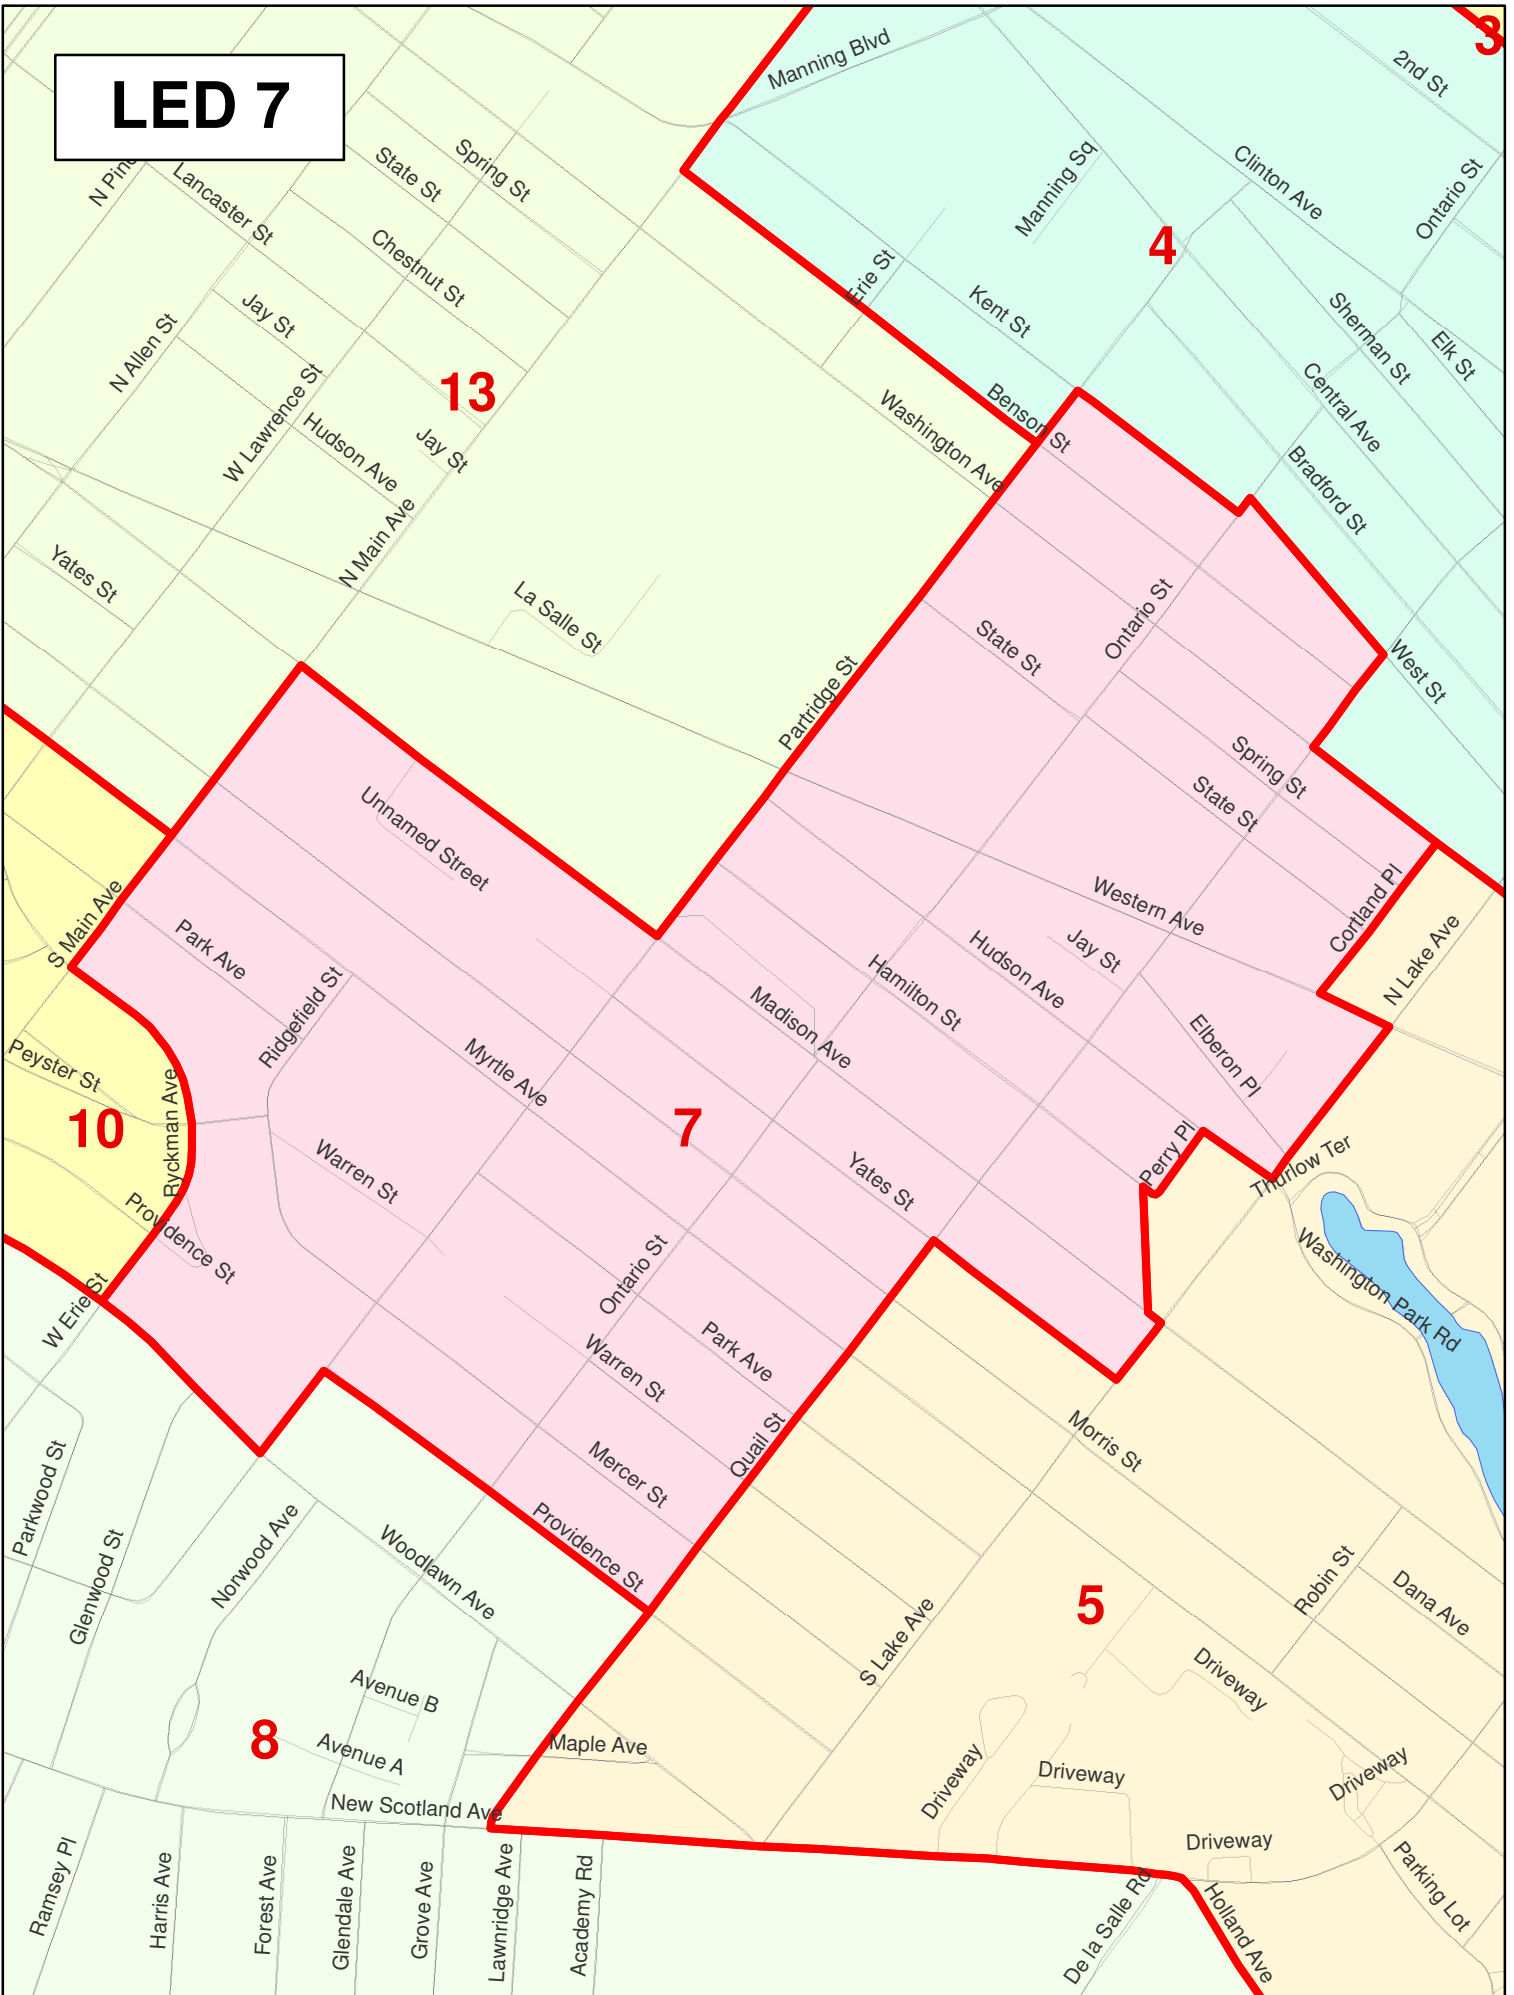 LED 7
3
Manning Blvd
2nd St
N Pin
Lancaster St
State St
Spring St
Manning Sq
Clinton Ave
Ontario St
4
Erie St
Kent St
Chestnut St
Jay St
N Allen St
13
Sherman St
Elk St
W Lawrence St
Hudson Ave
Jay St
Central Ave
Washington Ave
Benson St
Bradford St
N Main Ave
Yates St
La Salle St
Ontario St
State St
West St
Partridge St
Spring St
State St
Unnamed Street
Western Ave
Cortland Pl
S Main Ave
Park Ave
Ridgefield St
Hamilton St
Hudson Ave
Jay St
N Lake Ave
Madison Ave
Elberon Pl
Peyster St
10
Ryckman Ave
Myrtle Ave
7
Perry Pl
Thurlow Ter
Warren St
Yates St
Providence St
Washington Park Rd
W Erie St
Ontario St
Park Ave
Warren St
Quail St
Morris St
Mercer St
Parkwood St
Glenwood St
Norwood Ave
Woodlawn Ave
Providence St
5
Robin St
Dana Ave
S Lake Ave
Avenue B
Driveway
8
Avenue A
Maple Ave
Driveway
Driveway
Driveway
New Scotland Ave
Driveway
Ramsey Pl
Harris Ave
Forest Ave
Glendale Ave
Grove Ave
Lawnridge Ave
Academy Rd
De la Salle Rd
Holland Ave
Parking Lot